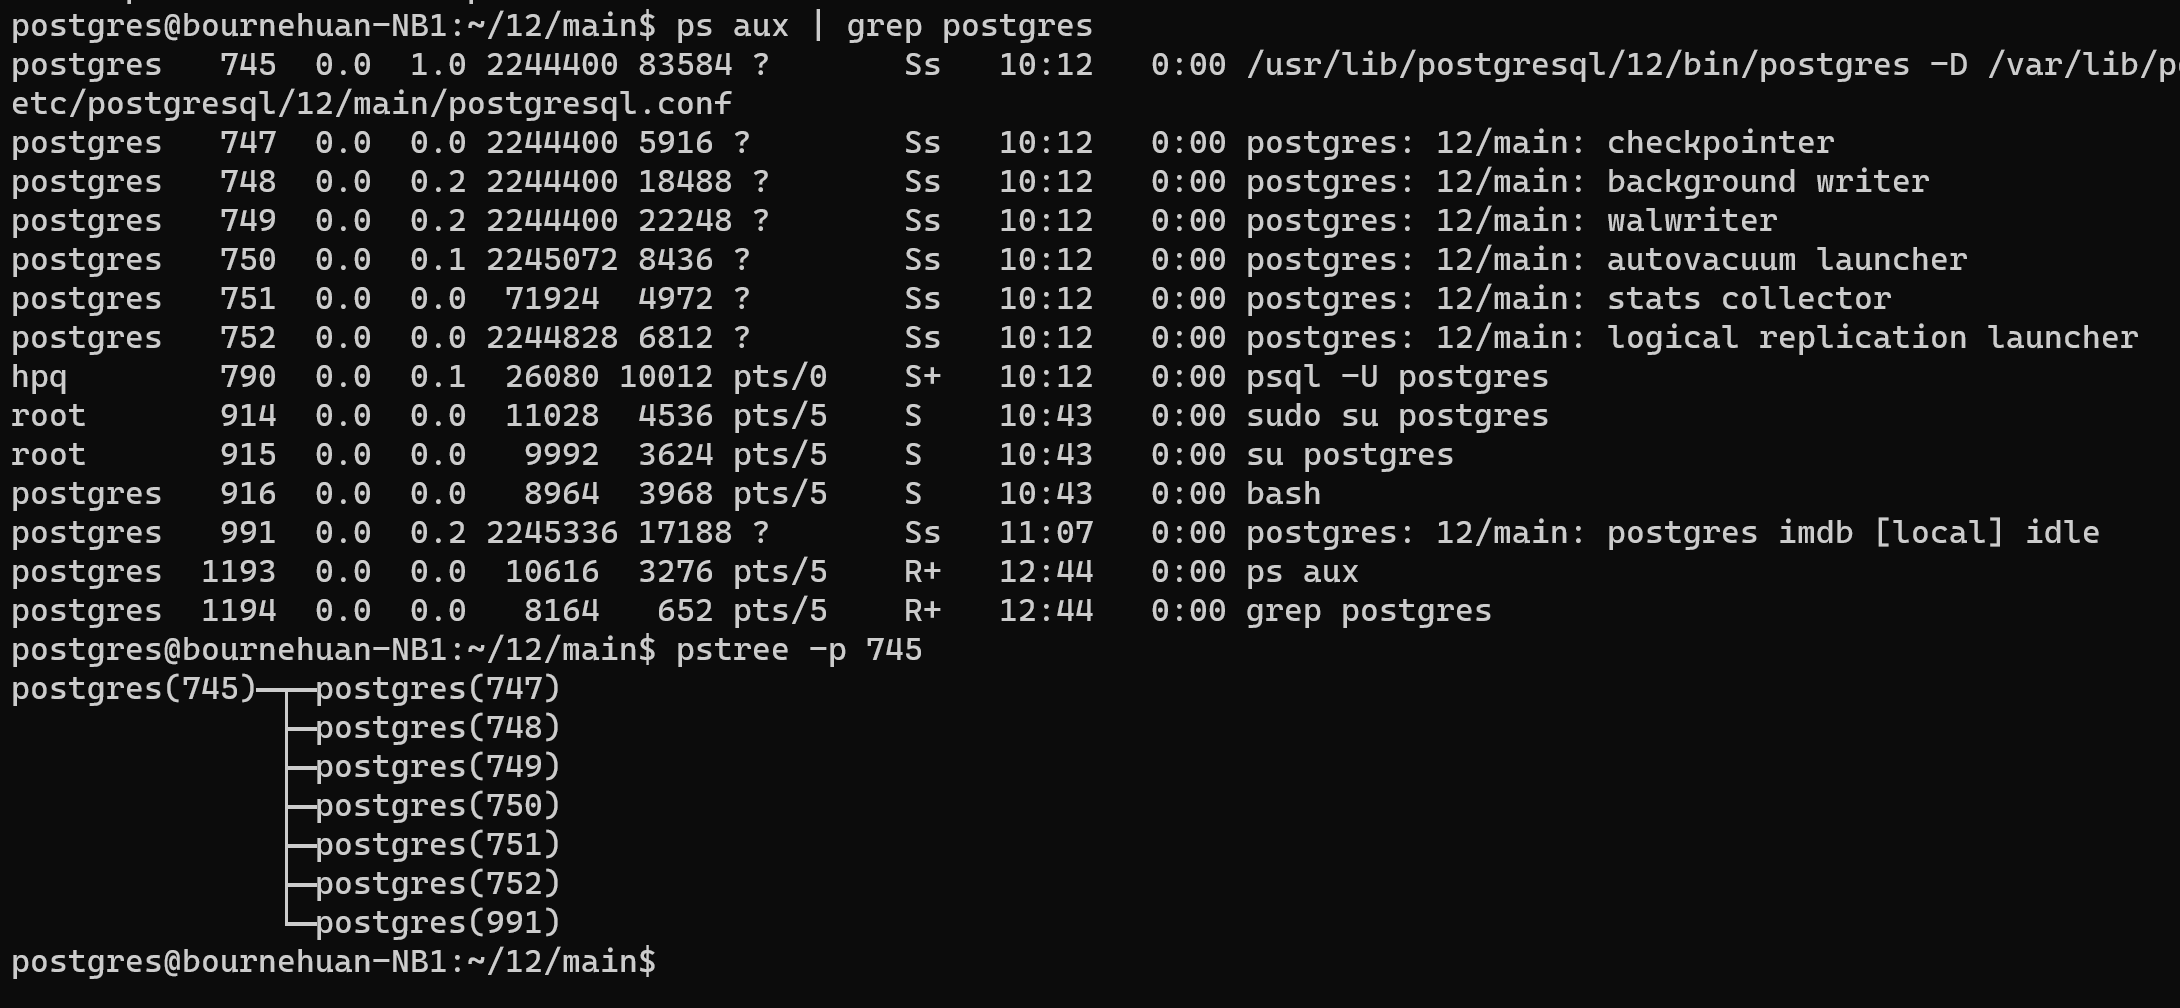 postgres@bournehuan-NB1:~/12/main$ ps aux | grep postgres
postgres   745  0.0  1.0 2244400 83584 ?       Ss   10:12   0:00 /usr/lib/postgresql/12/bin/postgres -D /var/lib/p
etc/postgresql/12/main/postgresql.conf
postgres   747  0.0  0.0 2244400 5916 ?        Ss   10:12   0:00 postgres: 12/main: checkpointer
postgres   748  0.0  0.2 2244400 18488 ?       Ss   10:12   0:00 postgres: 12/main: background writer
postgres   749  0.0  0.2 2244400 22248 ?       Ss   10:12   0:00 postgres: 12/main: walwriter
postgres   750  0.0  0.1 2245072 8436 ?        Ss   10:12   0:00 postgres: 12/main: autovacuum launcher
postgres   751  0.0  0.0  71924  4972 ?        Ss   10:12   0:00 postgres: 12/main: stats collector
postgres   752  0.0  0.0 2244828 6812 ?        Ss   10:12   0:00 postgres: 12/main: logical replication launcher
hpq        790  0.0  0.1  26080 10012 pts/0    S+   10:12   0:00 psql -U postgres
root       914  0.0  0.0  11028  4536 pts/5    S    10:43   0:00 sudo su postgres
root       915  0.0  0.0   9992  3624 pts/5    S    10:43   0:00 su postgres
postgres   916  0.0  0.0   8964  3968 pts/5    S    10:43   0:00 bash
postgres   991  0.0  0.2 2245336 17188 ?       Ss   11:07   0:00 postgres: 12/main: postgres imdb [local] idle
postgres  1193  0.0  0.0  10616  3276 pts/5    R+   12:44   0:00 ps aux
postgres  1194  0.0  0.0   8164   652 pts/5    R+   12:44   0:00 grep postgres
postgres@bournehuan-NB1:~/12/main$ pstree -p 745
postgres(745)─┬─postgres(747)
              ├─postgres(748)
              ├─postgres(749)
              ├─postgres(750)
              ├─postgres(751)
              ├─postgres(752)
              └─postgres(991)
postgres@bournehuan-NB1:~/12/main$